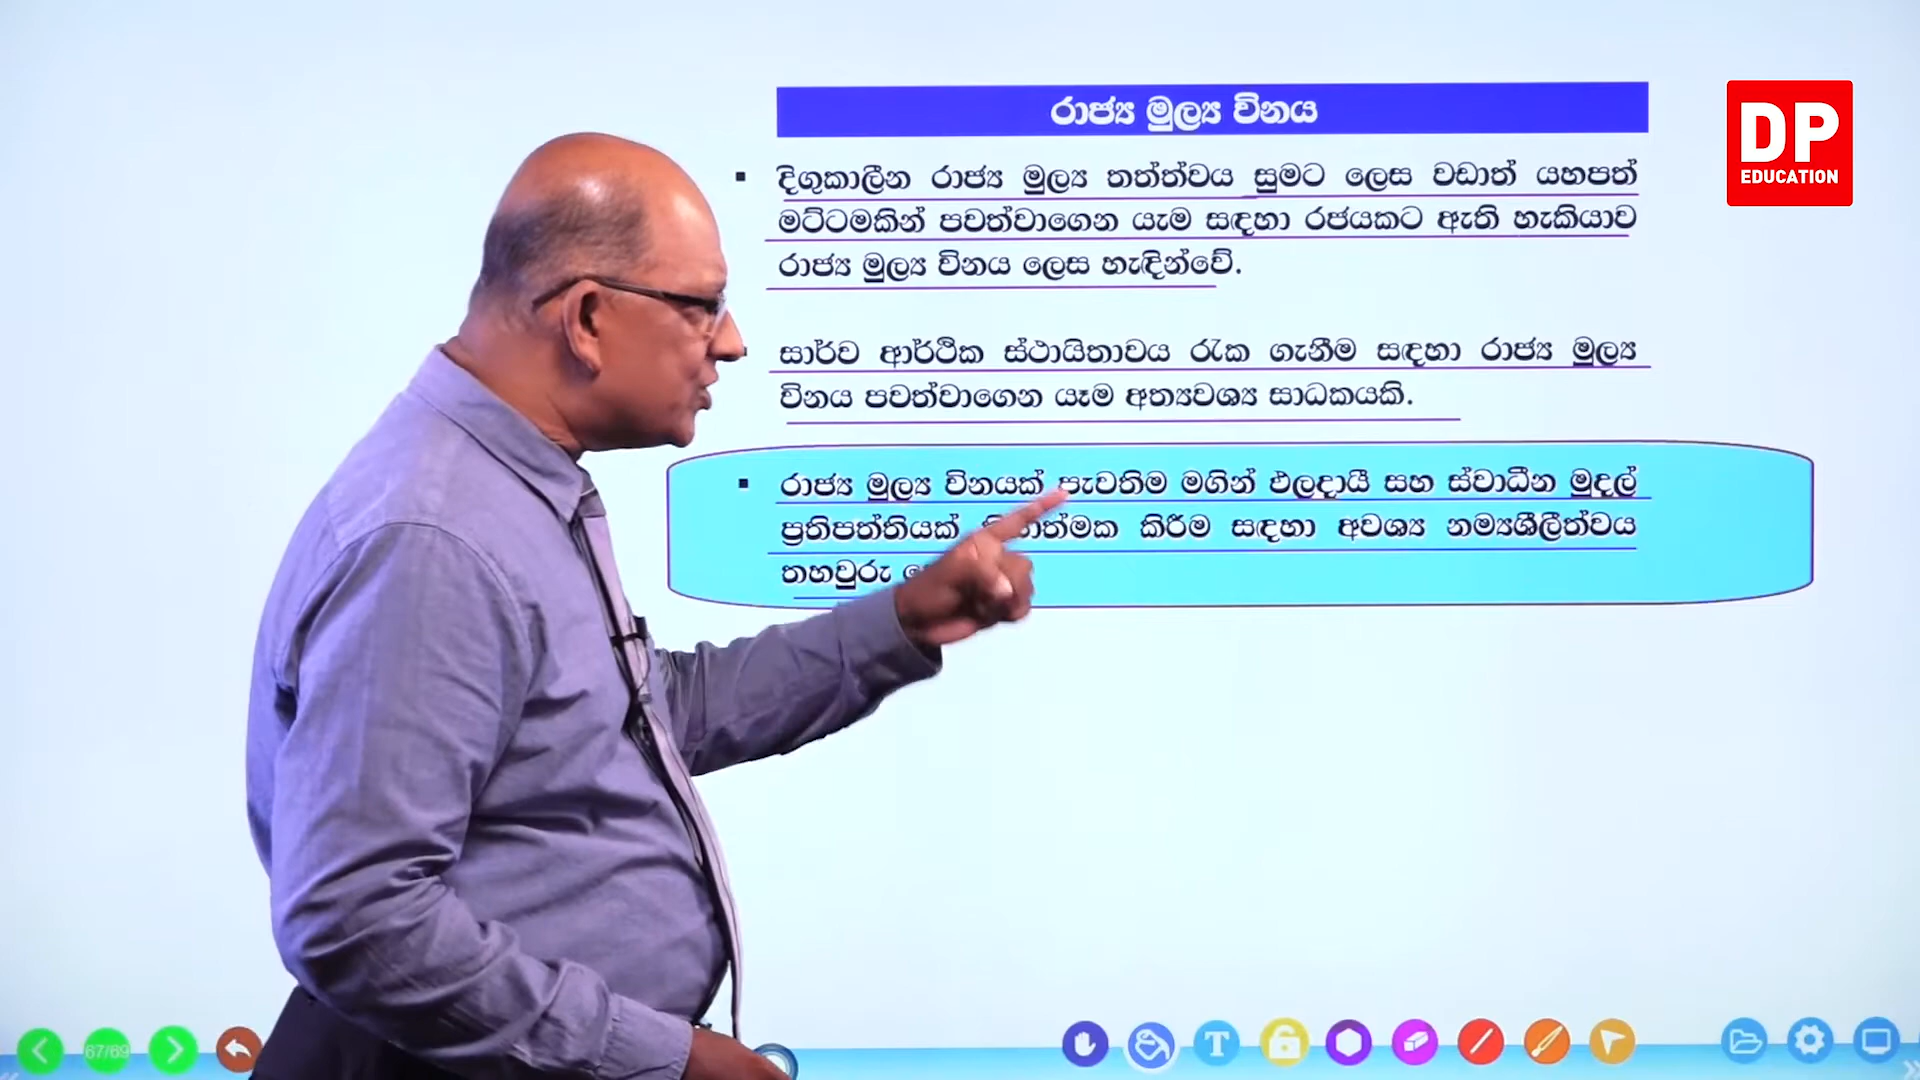 රාජ්‍ය මුල්‍ය විනය
DP
EDUCATION
දිගුකාලීන රාජ්‍ය මුල්‍ය තත්ත්වය සුමට ලෙස වඩාත් යහපත්
මට්ටමකින් පවත්වාගෙන යැම සඳහා රජයකට ඇති හැකියාව
රාජ්‍ය මුල්‍ය විනය ලෙස හැඳින්වේ.
සාර්ව ආර්ථික ස්ථායිතාවය රැක ගැනීම සඳහා රාජ්‍ය මුල්‍ය
විනය පවත්වාගෙන යෑම අත්‍යවශ්‍ය සාධකයකි.
රාජ්‍ය මුල්‍ය විනයක් පැවතිම මගින් ඵලදායී සහ ස්වාධීන මුදල්
ප්‍රතිපත්තියක් කිරීම සඳහා අවශ්‍ය නම්‍යශීලීත්වය
තහවුරු
67/69
T